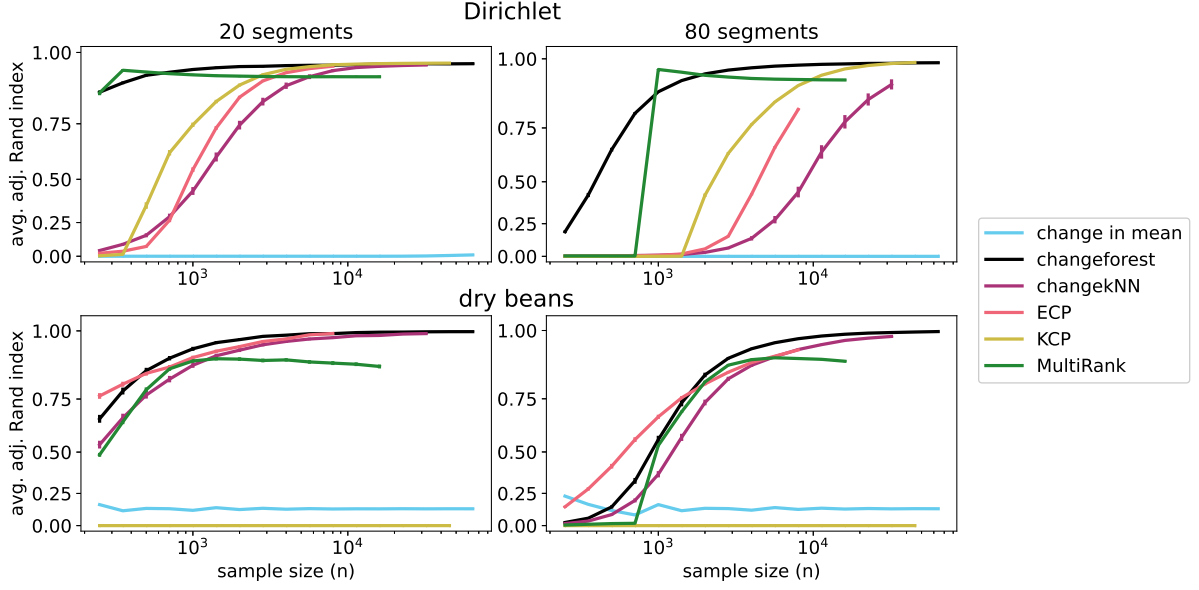 Dirichlet
20 segments
80 segments
avg. adj. Rand index
1.00
0.75
0.50
0.25
0.00
10³
10⁴
1.00
0.75
0.50
0.25
0.00
10³
10⁴
dry beans
avg. adj. Rand index
1.00
0.75
0.50
0.25
0.00
10³
10⁴
sample size (n)
1.00
0.75
0.50
0.25
0.00
10³
10⁴
sample size (n)
change in mean
changeforest
changekNN
ECP
KCP
MultiRank